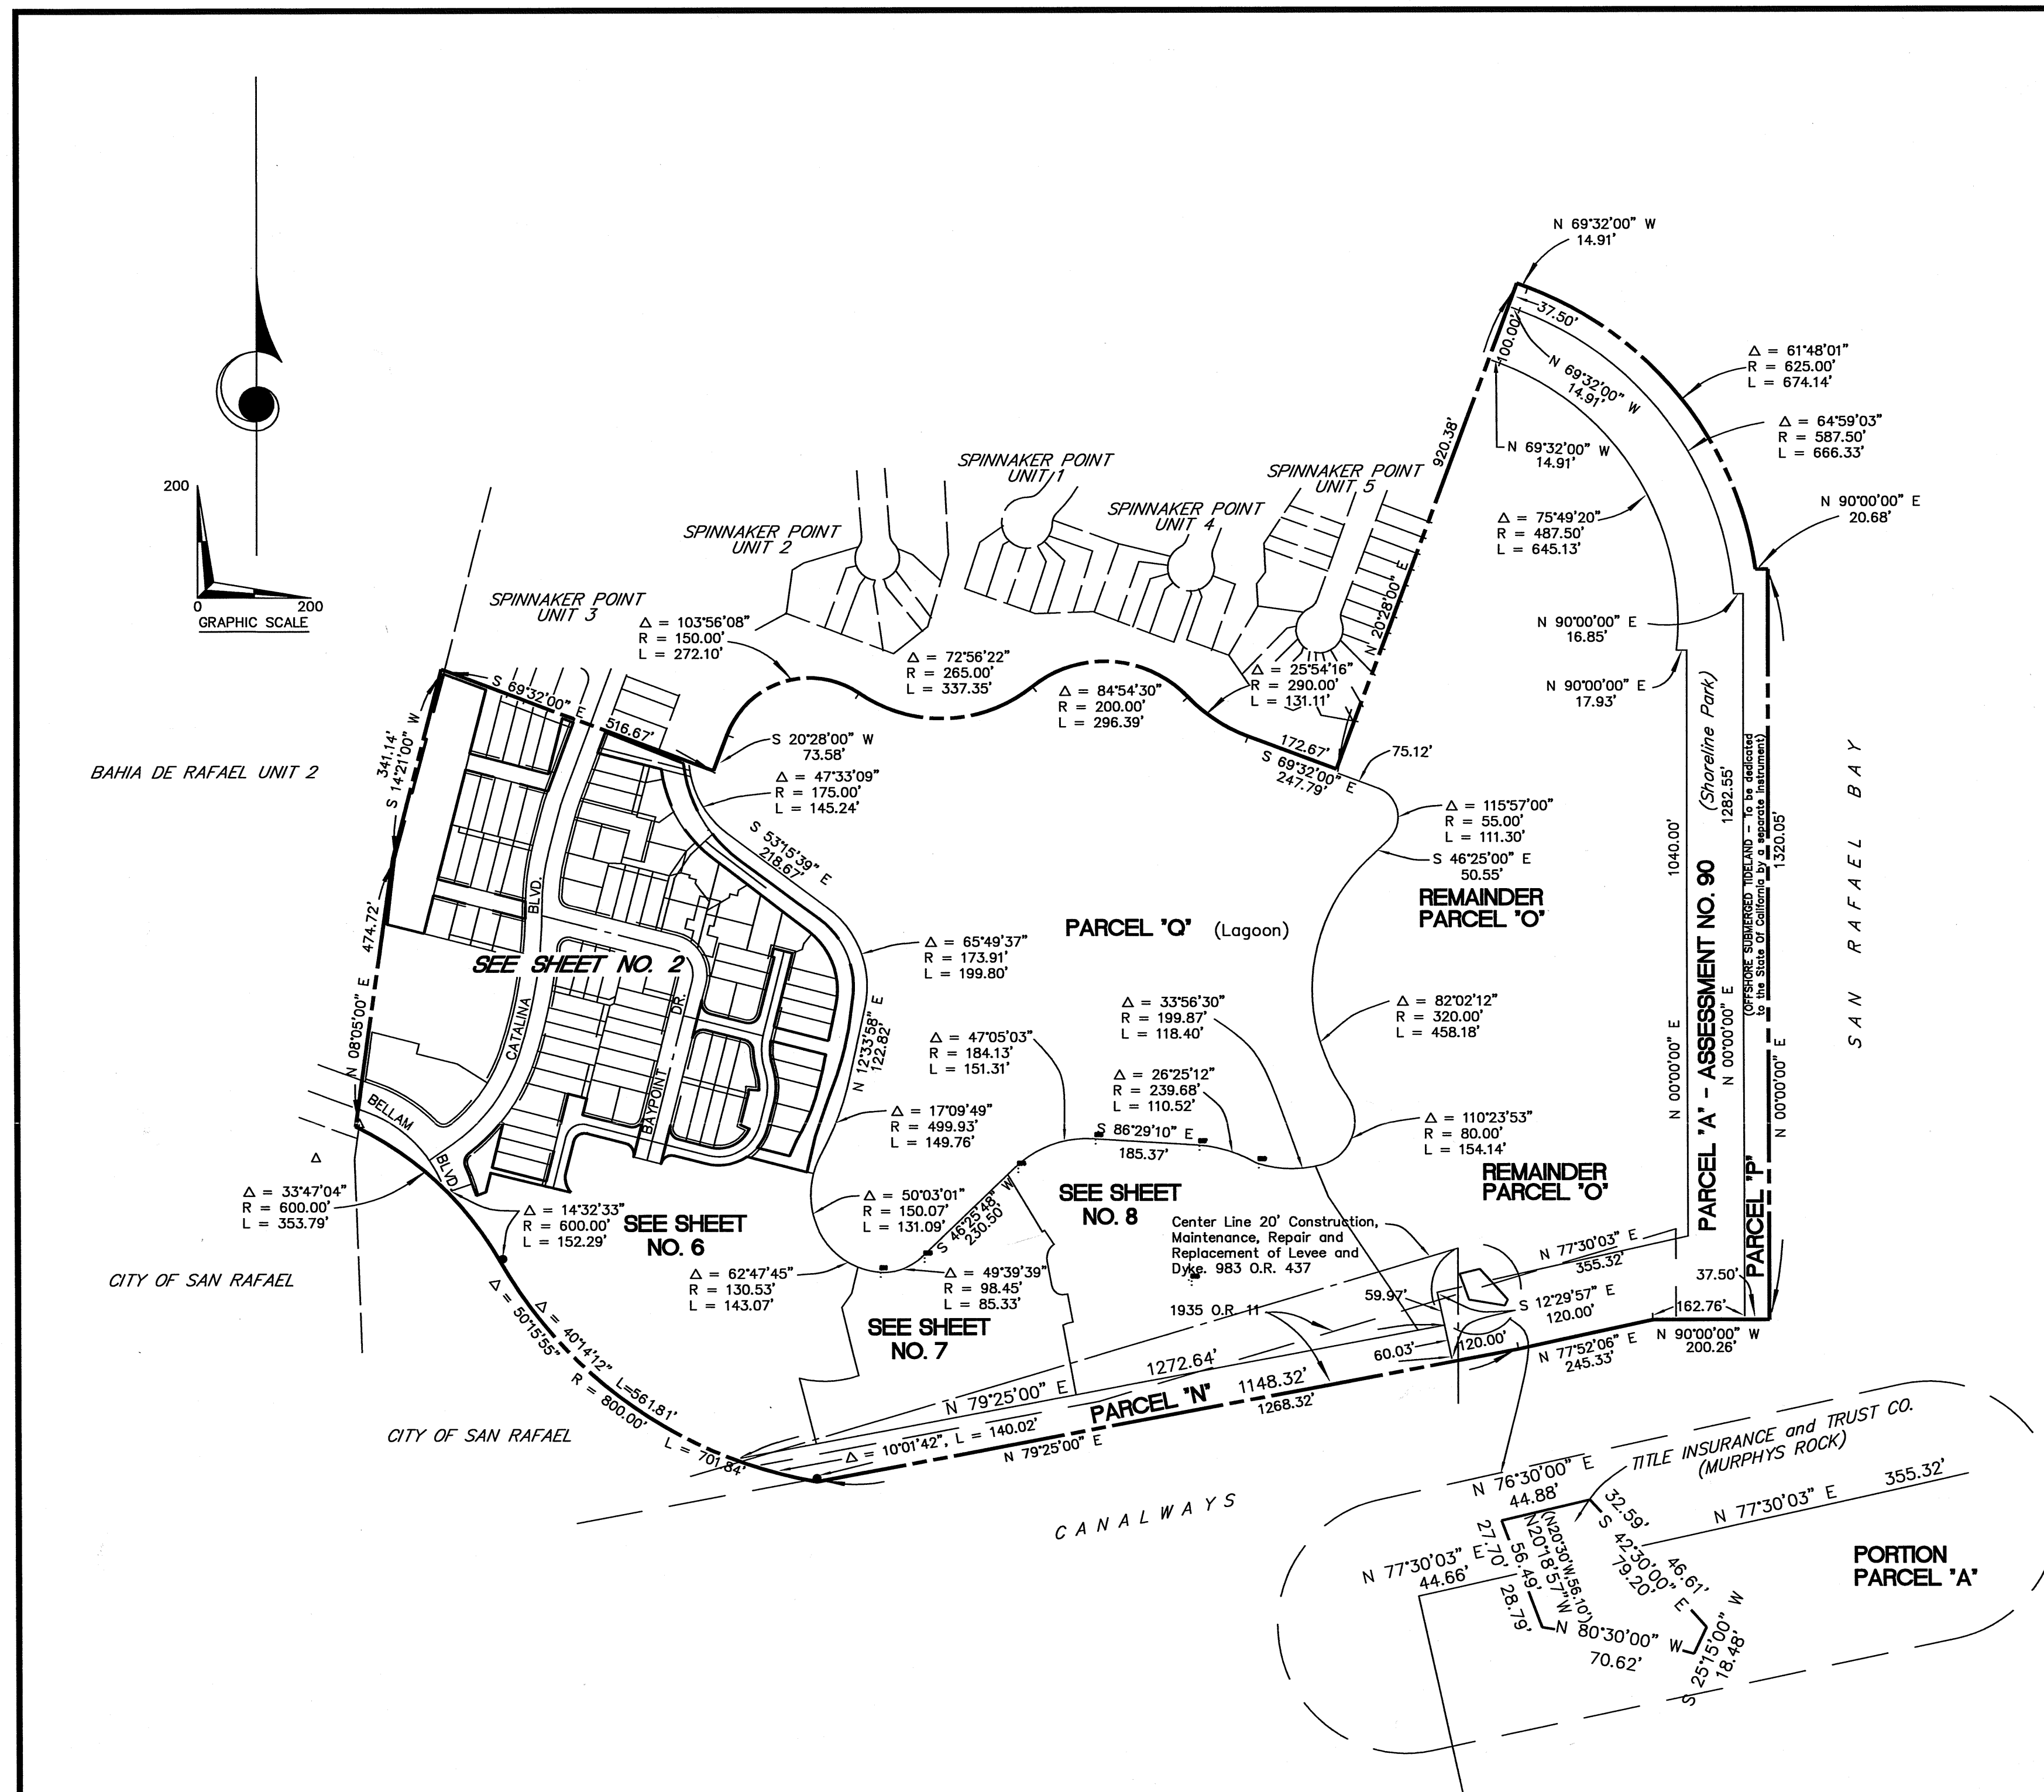 N 69°32'00" W
14.91'
37.50'
100.00'
N 69°32'00" W
14.91'
Δ = 61°48'01"
R = 625.00'
L = 674.14'
Δ = 64°59'03"
R = 587.50'
L = 666.33'
920.38'
N 69°32'00" W
14.91'
N 90°00'00" E
20.68'
200
0
200
GRAPHIC SCALE
SPINNAKER POINT
UNIT 1
SPINNAKER POINT
UNIT 5
SPINNAKER POINT
UNIT 4
SPINNAKER POINT
UNIT 2
SPINNAKER POINT
UNIT 3
Δ = 75°49'20"
R = 487.50'
L = 645.13'
N 20°28'00" E
N 90°00'00" E
16.85'
N 90°00'00" E
17.93'
Δ = 103°56'08"
R = 150.00'
L = 272.10'
Δ = 72°56'22"
R = 265.00'
L = 337.35'
Δ = 84°54'30"
R = 200.00'
L = 296.39'
Δ = 25°54'16"
R = 290.00'
L = 131.11'
S 69°32'00" E
516.67'
S 20°28'00" W
73.58'
172.67'
S 69°32'00" E
247.79'
75.12'
341.14'
S 14°21'00" W
BAHIA DE RAFAEL UNIT 2
Δ = 47°33'09"
R = 175.00'
L = 145.24'
S 53°15'39" E
218.67'
Δ = 115°57'00"
R = 55.00'
L = 111.30'
S 46°25'00" E
50.55'
REMAINDER
PARCEL "O"
1040.00'
N 00°00'00" E
PARCEL "A" - ASSESSMENT NO. 90
(Shoreline Park)
1282.55'
N 00°00'00" E
(OFFSHORE SUBMERGED TIDELAND - To be dedicated
to the State Of California by a separate instrument)
PARCEL "P"
1320.05'
N 00°00'00" E
SAN RAFAEL BAY
PARCEL "Q" (Lagoon)
474.72'
N 08°05'00" E
BLVD.
CATALINA
SEE SHEET NO. 2
DR.
BAYPOINT
BELLAM
BLVD
Δ = 65°49'37"
R = 173.91'
L = 199.80'
N 12°33'58" E
122.82'
Δ = 33°56'30"
R = 199.87'
L = 118.40'
Δ = 82°02'12"
R = 320.00'
L = 458.18'
Δ = 47°05'03"
R = 184.13'
L = 151.31'
Δ = 26°25'12"
R = 239.68'
L = 110.52'
Δ = 17°09'49"
R = 499.93'
L = 149.76'
S 86°29'10" E
185.37'
Δ = 110°23'53"
R = 80.00'
L = 154.14'
Δ
Δ = 33°47'04"
R = 600.00'
L = 353.79'
Δ = 14°32'33"
R = 600.00'
L = 152.29'
SEE SHEET
NO. 6
Δ = 50°03'01"
R = 150.07'
L = 131.09'
S 46°25'48" W
230.50'
SEE SHEET
NO. 8
REMAINDER
PARCEL "O"
Center Line 20' Construction,
Maintenance, Repair and
Replacement of Levee and
Dyke. 983 O.R. 437
CITY OF SAN RAFAEL
Δ = 62°47'45"
R = 130.53'
L = 143.07'
Δ = 49°39'39"
R = 98.45'
L = 85.33'
SEE SHEET
NO. 7
1935 O.R. 11
59.97'
N 77°30'03" E
355.32'
S 12°29'57" E
120.00'
37.50'
162.76'
N 90°00'00" W
200.26'
N 77°52'06" E
245.33'
60.03'
120.00'
Δ = 40°14'12"
L=561.81'
Δ = 50°15'55"
R = 800.00'
L = 701.84'
1272.64'
N 79°25'00" E
PARCEL "N"
1148.32'
1268.32'
Δ = 10°01'42", L = 140.02'
N 79°25'00" E
CITY OF SAN RAFAEL
CANALWAYS
TITLE INSURANCE and TRUST CO.
(MURPHYS ROCK)
N 76°30'00" E
44.88'
32.59'
S 42°30'00" E
79.20'
46.61'
N 77°30'03" E
355.32'
N 77°30'03" E
44.66'
27.70'
56.49'
28.79'
N20°18'57"W
(N20°30'W,56.10')
N 80°30'00" W
70.62'
S 25°15'00" W
18.48'
PORTION
PARCEL "A"